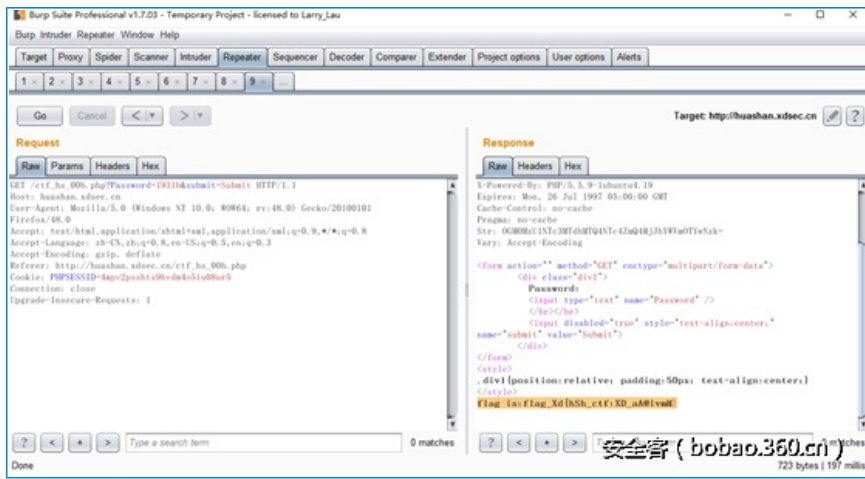 Burp Suite Professional v1.7.03 - Temporary Project - licensed to Larry_Lau
Burp Intruder Repeater Window Help
Target Proxy Spider Scanner Intruder Repeater Sequencer Decoder Comparer Extender Project options User options Alerts
1 × 2 × 3 × 4 × 5 × 6 × 7 × 8 × 9 × ...
Go Cancel < > Target: http://huashan.xdsec.cn ?
Request
Raw Params Headers Hex
GET /ctf_hs_00b.php?Password=1931b&submit=Submit HTTP/1.1
Host: huashan.xdsec.cn
User-Agent: Mozilla/5.0 (Windows NT 10.0; WOW64; rv:48.0) Gecko/20100101
Firefox/48.0
Accept: text/html,application/xhtml+xml,application/xml;q=0.9,*/*;q=0.8
Accept-Language: zh-CN,zh;q=0.8,en-US;q=0.5,en;q=0.3
Accept-Encoding: gzip, deflate
Referer: http://huashan.xdsec.cn/ctf_hs_00b.php
Cookie:
Connection: close
Upgrade-Insecure-Requests: 1
? < + > Type a search term 0 matches
Done
Response
Raw Headers Hex
X-Powered-By: PHP/5.5.9-1ubuntu4.19
Expires: Mon, 26 Jul 1997 05:00:00 GMT
Cache-Control: no-cache
Pragma: no-cache
Str:
Vary: Accept-Encoding
<form action="" method="GET" enctype="multipart/form-data">
<div class="div1">
Password:
<input type="text" name="Password" />
</br></br>
<input disabled="true" style="text-align:center;"
name="submit" value="Submit">
</div>
</form>
<style>
.div1{position:relative; padding:50px; text-align:center;}
</style>
flag is:
? < + >
安全客 ( bobao.360.cn )
723 bytes | 197 millis